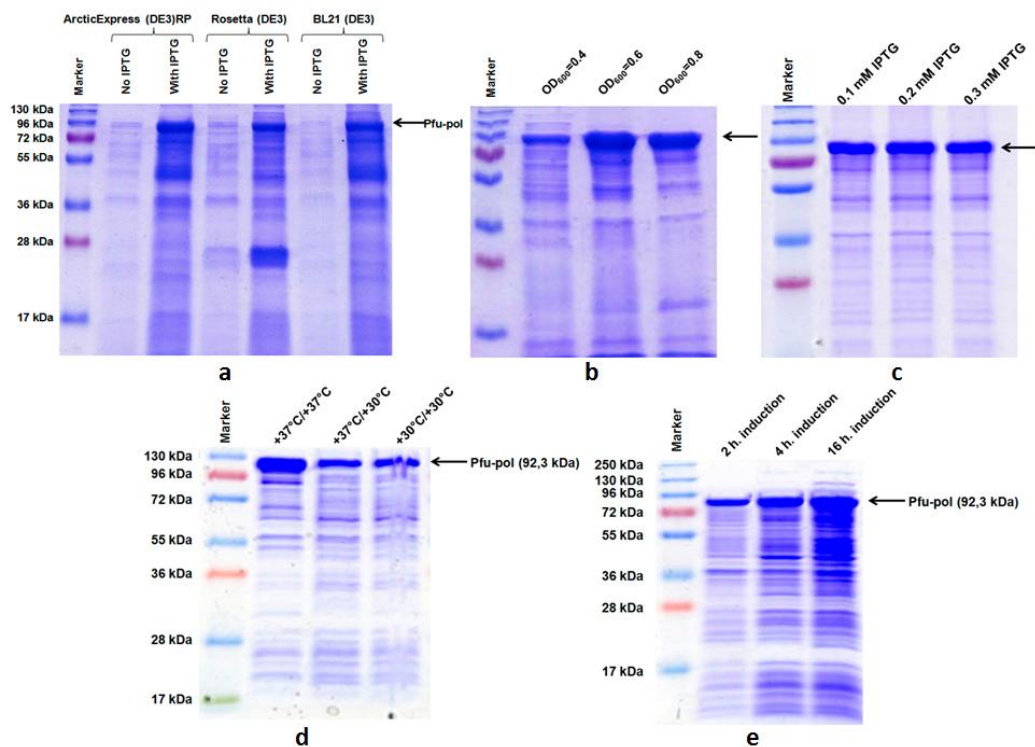 ArcticExpress (DE3)RP Rosetta (DE3) BL21 (DE3)
Marker No IPTG With IPTG No IPTG With IPTG No IPTG With IPTG
130 kDa
96 kDa
72 kDa
55 kDa
36 kDa
28 kDa
17 kDa
Pfu-pol
a
Marker OD600=0.4 OD600=0.6 OD600=0.8
b
Marker 0.1 mM IPTG 0.2 mM IPTG 0.3 mM IPTG
c
Marker +37°C/+37°C +37°C/+30°C +30°C/+30°C
130 kDa
96 kDa
72 kDa
55 kDa
36 kDa
28 kDa
17 kDa
Pfu-pol (92,3 kDa)
d
Marker 2 h. induction 4 h. induction 16 h. induction
250 kDa
130 kDa
96 kDa
72 kDa
55 kDa
36 kDa
28 kDa
17 kDa
Pfu-pol (92,3 kDa)
e